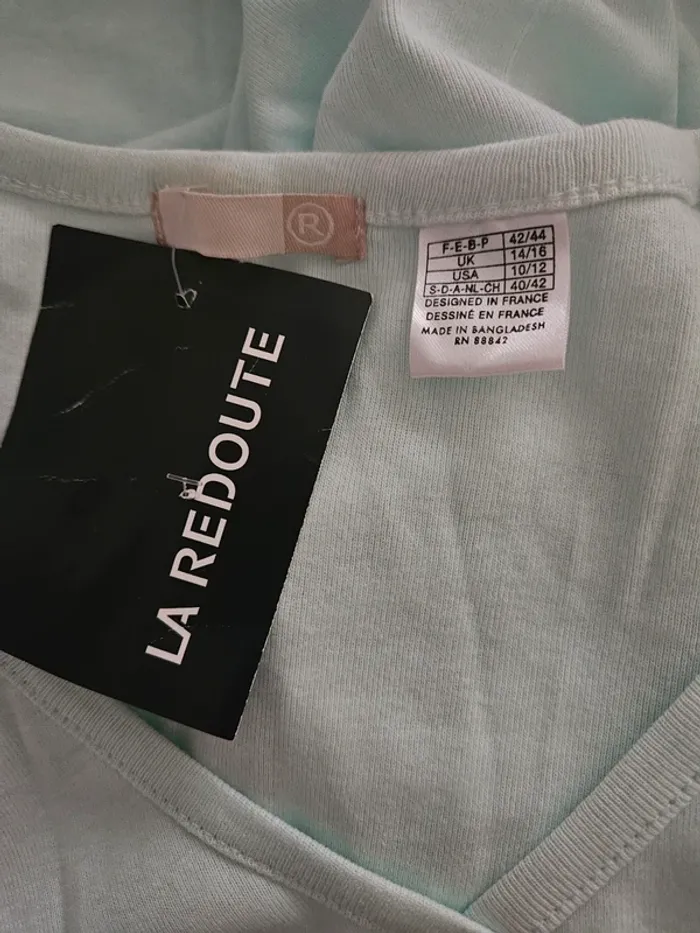 R
F-E-B-P 42/44
UK 14/16
USA 10/12
S-D-A-NL-CH 40/42
DESIGNED IN FRANCE
DESSINÉ EN FRANCE
MADE IN BANGLADESH
RN 88842
LA REDOUTE